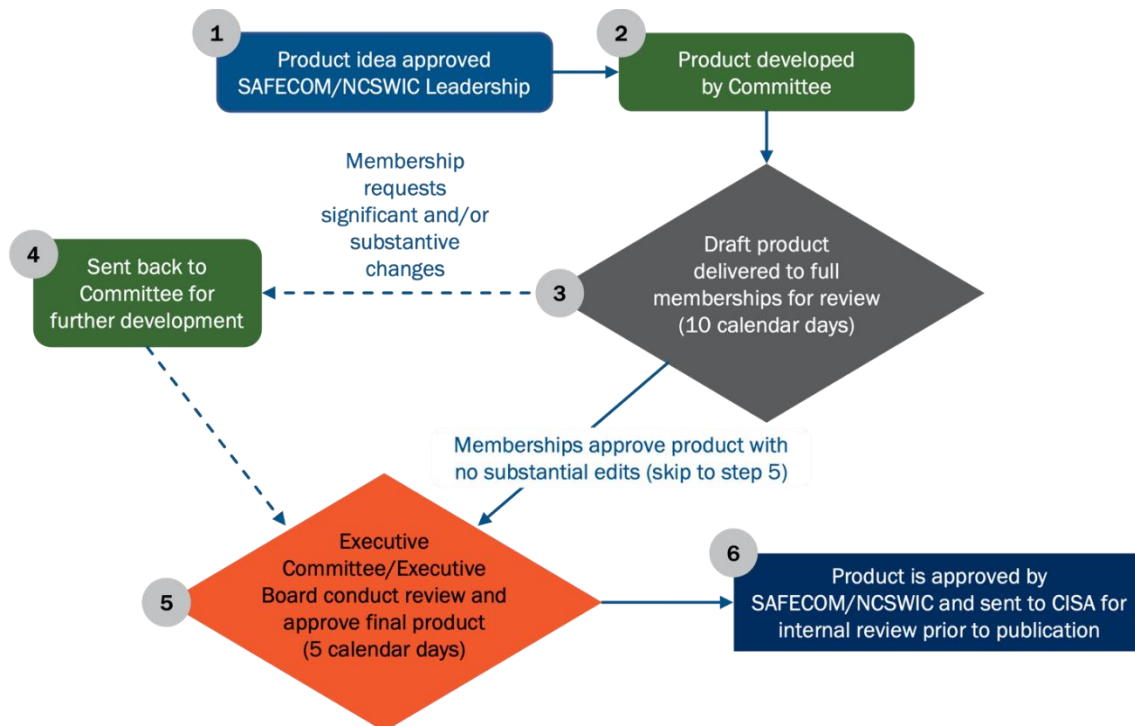 1
Product idea approved
SAFECOM/NCSWIC Leadership
2
Product developed
by Committee
3
Draft product
delivered to full
memberships for review
(10 calendar days)
Membership
requests
significant and/or
substantive
changes
4
Sent back to
Committee for
further development
Memberships approve product with
no substantial edits (skip to step 5)
5
Executive
Committee/Executive
Board conduct review and
approve final product
(5 calendar days)
6
Product is approved by
SAFECOM/NCSWIC and sent to CISA for
internal review prior to publication